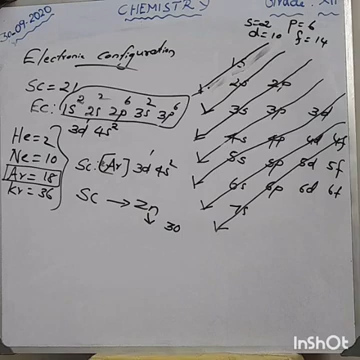 30-09-2020
CHEMISTRY
Grade: XII
s=2 p=6
d=10 f=14
Electronic configuration
Sc = 21
Ec: 1s² 2s² 2p⁶ 3s² 3p⁶
3d 4s²
He = 2
Ne = 10
Ar = 18
Kr = 36
Sc: [Ar] 3d¹ 4s²
Sc → Zn
30
1s
2s 2p
3s 3p 3d
4s 4p 4d 4f
5s 5p 5d 5f
6s 6p 6d 6f
7s
InShOt